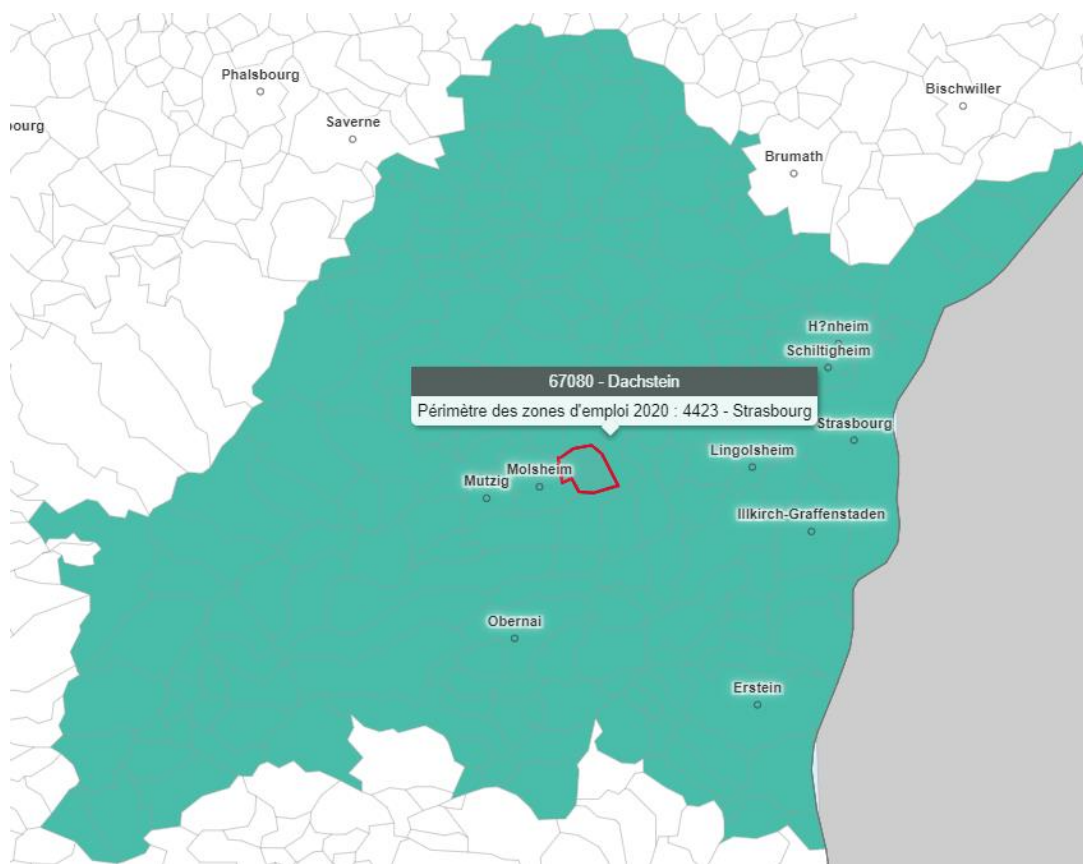 Phalsbourg
Bischwiller
Saverne
bourg
Brumath
H?nheim
Schiltigheim
67080 - Dachstein
Périmètre des zones d'emploi 2020 : 4423 - Strasbourg
Strasbourg
Lingolsheim
Molsheim
Mutzig
Illkirch-Graffenstaden
Obernai
Erstein